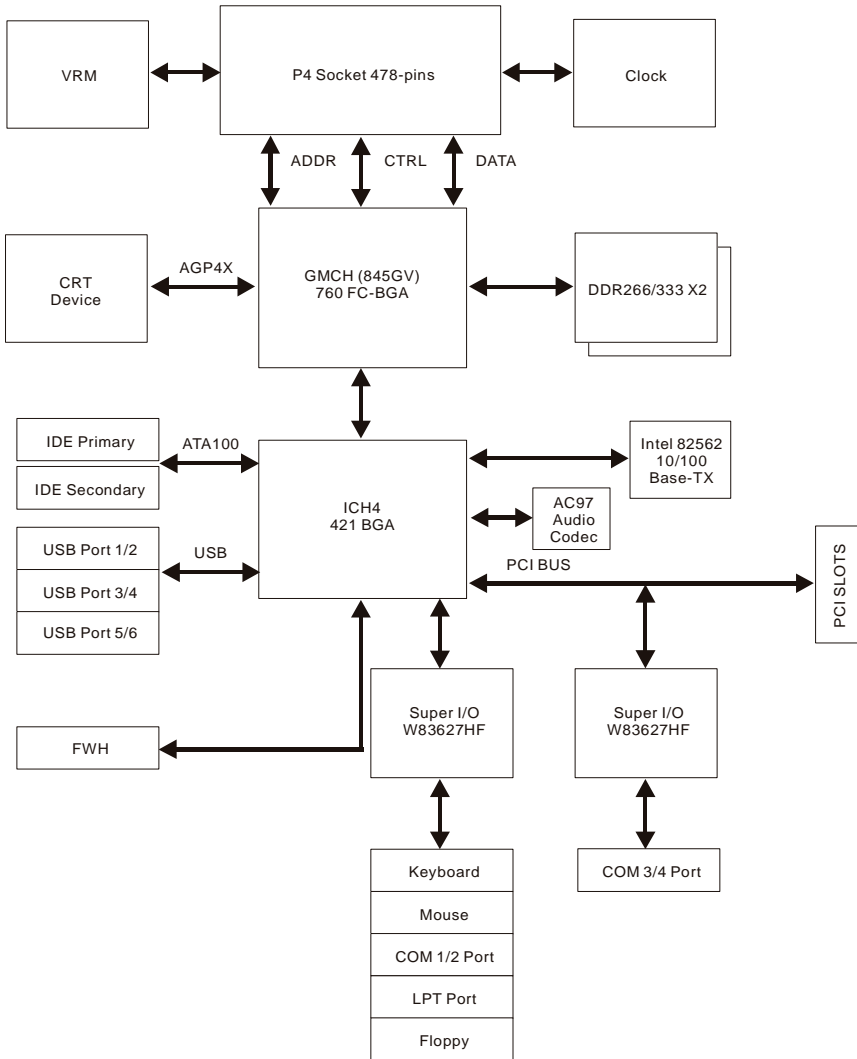 VRM
P4 Socket 478-pins
Clock
ADDR
CTRL
DATA
CRT
Device
AGP4X
GMCH (845GV)
760 FC-BGA
DDR266/333 X2
IDE Primary
IDE Secondary
ATA100
ICH4
421 BGA
Intel 82562
10/100
Base-TX
AC97
Audio
Codec
USB Port 1/2
USB Port 3/4
USB Port 5/6
USB
PCI BUS
PCI SLOTS
FWH
Super I/O
W83627HF
Super I/O
W83627HF
Keyboard
Mouse
COM 1/2 Port
LPT Port
Floppy
COM 3/4 Port